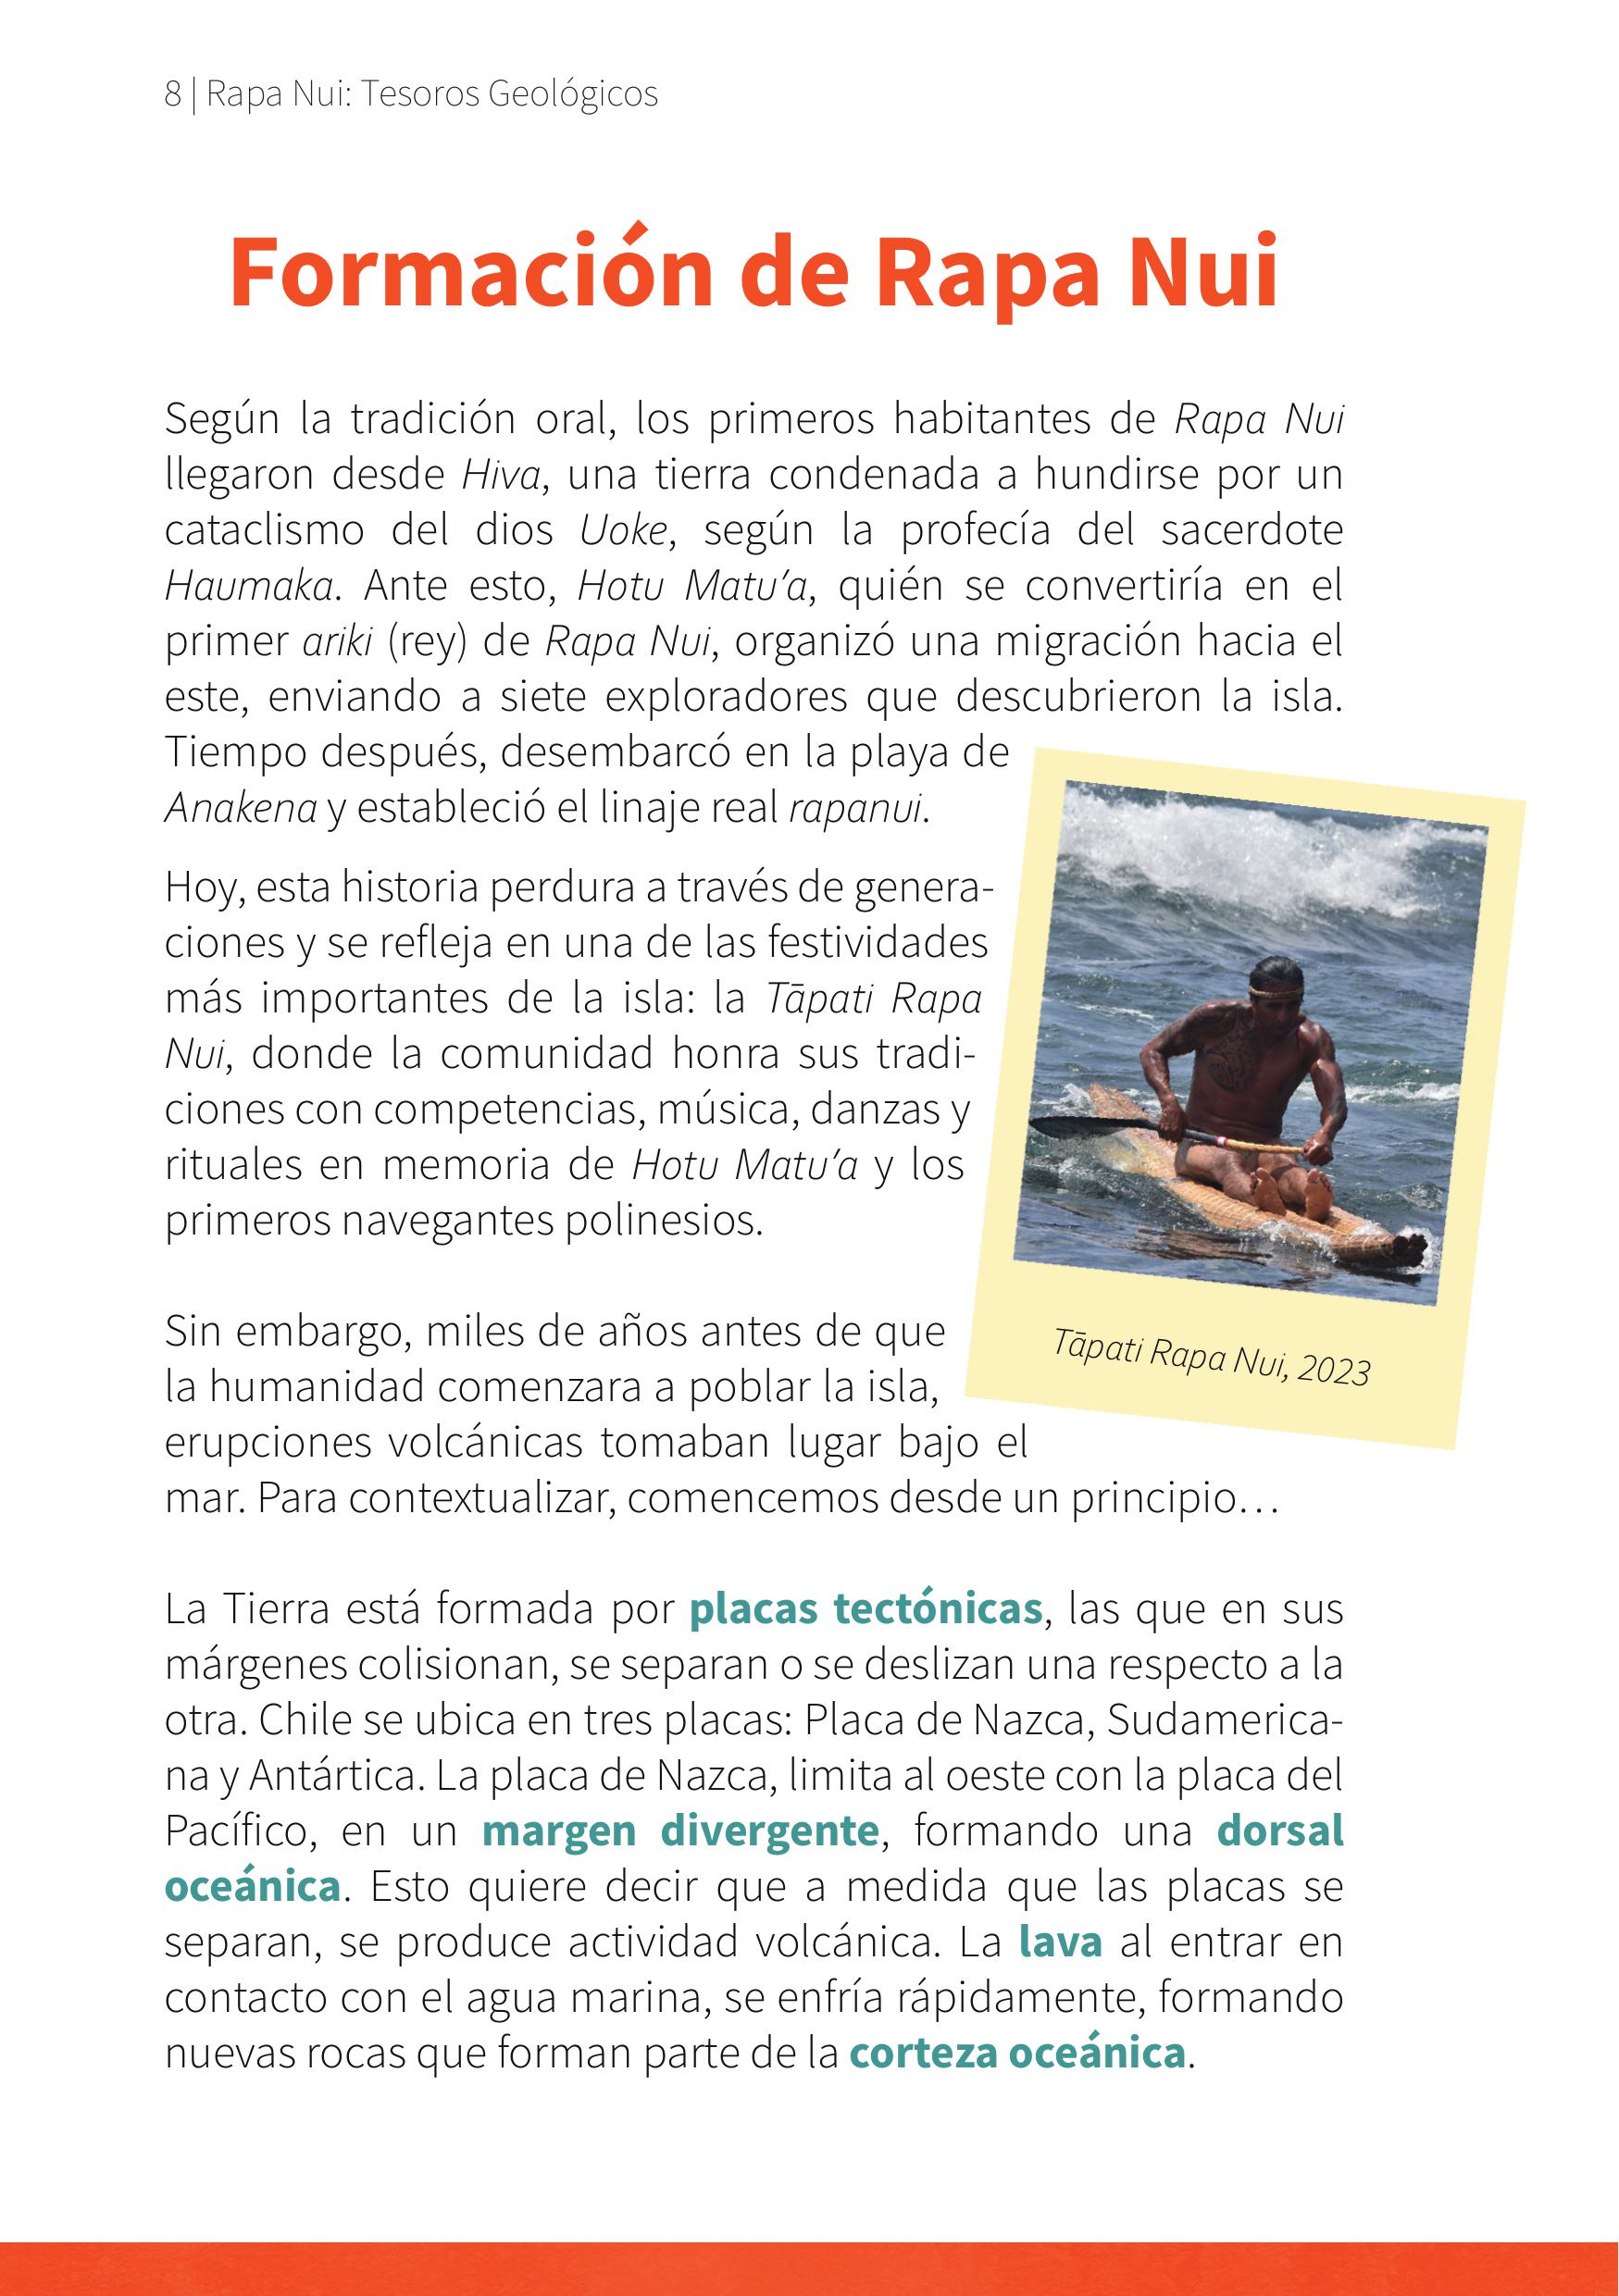 8 | Rapa Nui: Tesoros Geológicos
Formación de Rapa Nui
Según la tradición oral, los primeros habitantes de Rapa Nui
llegaron desde Hiva, una tierra condenada a hundirse por un
cataclismo del dios Uoke, según la profecía del sacerdote
Haumaka. Ante esto, Hotu Matu’a, quién se convertiría en el
primer ariki (rey) de Rapa Nui, organizó una migración hacia el
este, enviando a siete exploradores que descubrieron la isla.
Tiempo después, desembarcó en la playa de
Anakena y estableció el linaje real rapanui.
Hoy, esta historia perdura a través de genera-
ciones y se refleja en una de las festividades
más importantes de la isla: la Tāpati Rapa
Nui, donde la comunidad honra sus tradi-
ciones con competencias, música, danzas y
rituales en memoria de Hotu Matu’a y los
primeros navegantes polinesios.
Tāpati Rapa Nui, 2023
Sin embargo, miles de años antes de que
la humanidad comenzara a poblar la isla,
erupciones volcánicas tomaban lugar bajo el
mar. Para contextualizar, comencemos desde un principio…
La Tierra está formada por placas tectónicas, las que en sus
márgenes colisionan, se separan o se deslizan una respecto a la
otra. Chile se ubica en tres placas: Placa de Nazca, Sudamerica-
na y Antártica. La placa de Nazca, limita al oeste con la placa del
Pacífico, en un margen divergente, formando una dorsal
oceánica. Esto quiere decir que a medida que las placas se
separan, se produce actividad volcánica. La lava al entrar en
contacto con el agua marina, se enfría rápidamente, formando
nuevas rocas que forman parte de la corteza oceánica.